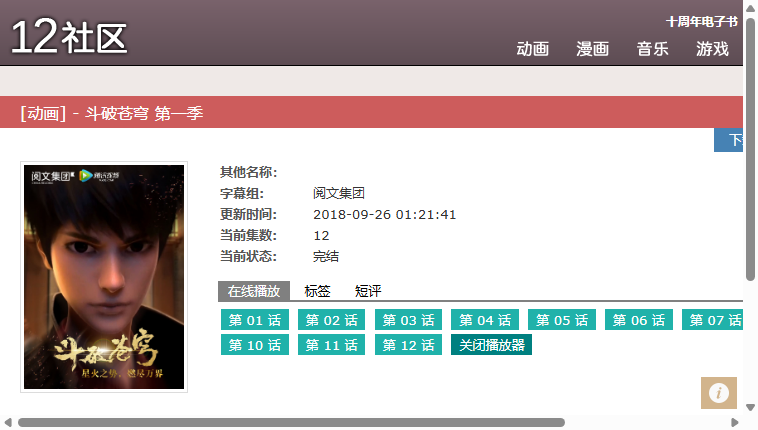 12社区
十周年电子书
动画 漫画 音乐 游戏
[动画] - 斗破苍穹 第一季
阅文集团 腾讯视频
斗破苍穹
星火之势，燃尽万界
其他名称:
字幕组: 阅文集团
更新时间: 2018-09-26 01:21:41
当前集数: 12
当前状态: 完结
在线播放 标签 短评
第 01 话 第 02 话 第 03 话 第 04 话 第 05 话 第 06 话 第 07 话
第 10 话 第 11 话 第 12 话 关闭播放器